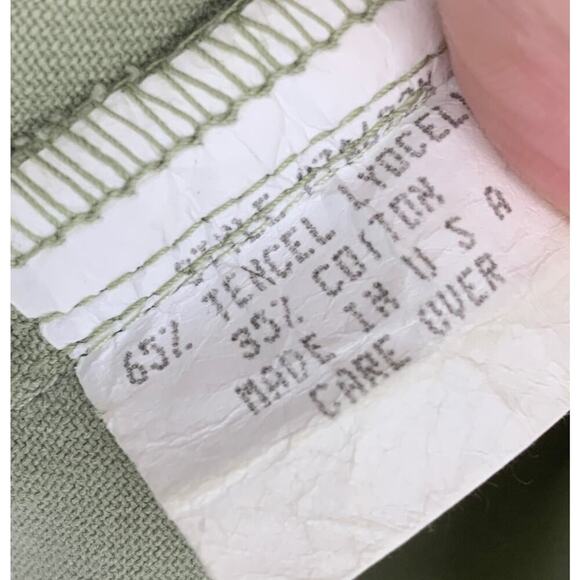 65% TENCEL LYOCELL
35% COTTON
MADE IN U S A
CARE OVER